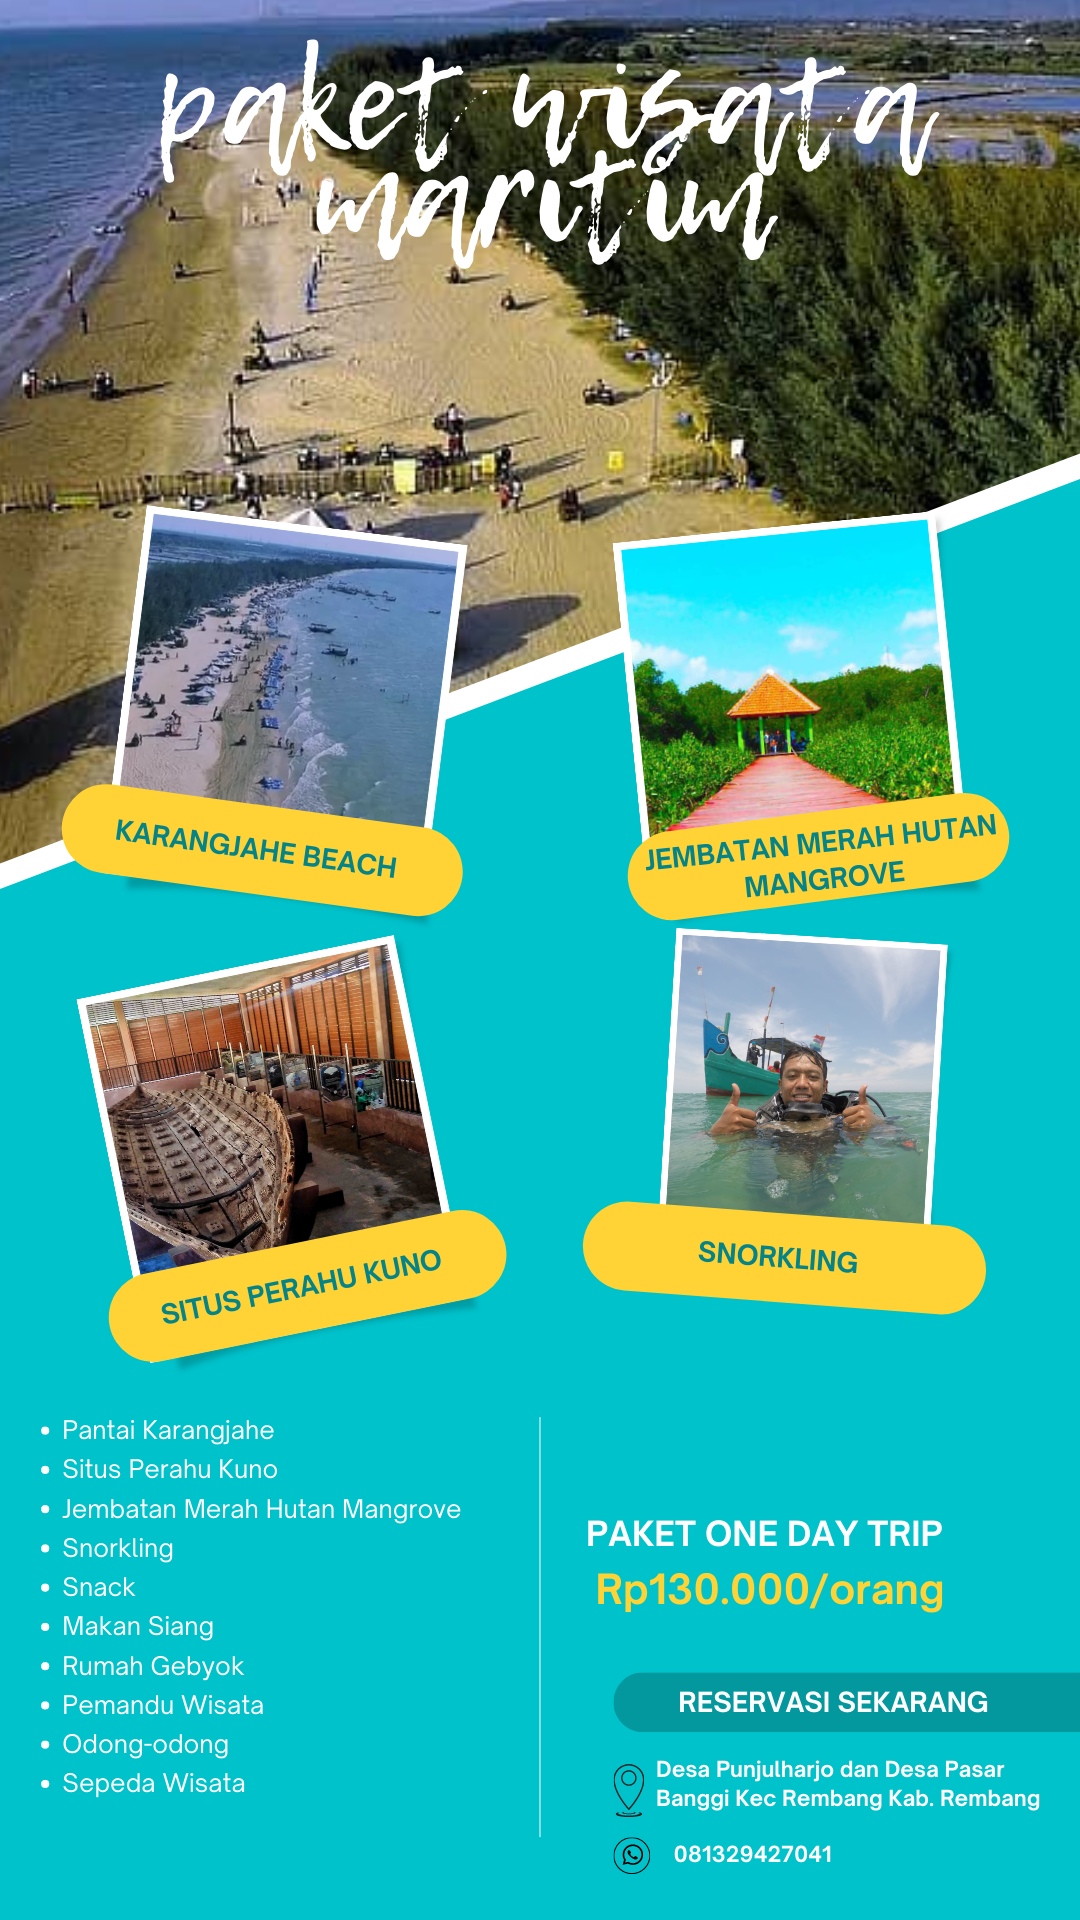 paket wisata
maritim
KARANGJAHE BEACH
JEMBATAN MERAH HUTAN
MANGROVE
SITUS PERAHU KUNO
SNORKLING
• Pantai Karangjahe
• Situs Perahu Kuno
• Jembatan Merah Hutan Mangrove
• Snorkling
• Snack
• Makan Siang
• Rumah Gebyok
• Pemandu Wisata
• Odong-odong
• Sepeda Wisata
PAKET ONE DAY TRIP
Rp130.000/orang
RESERVASI SEKARANG
Desa Punjulharjo dan Desa Pasar
Banggi Kec Rembang Kab. Rembang
081329427041